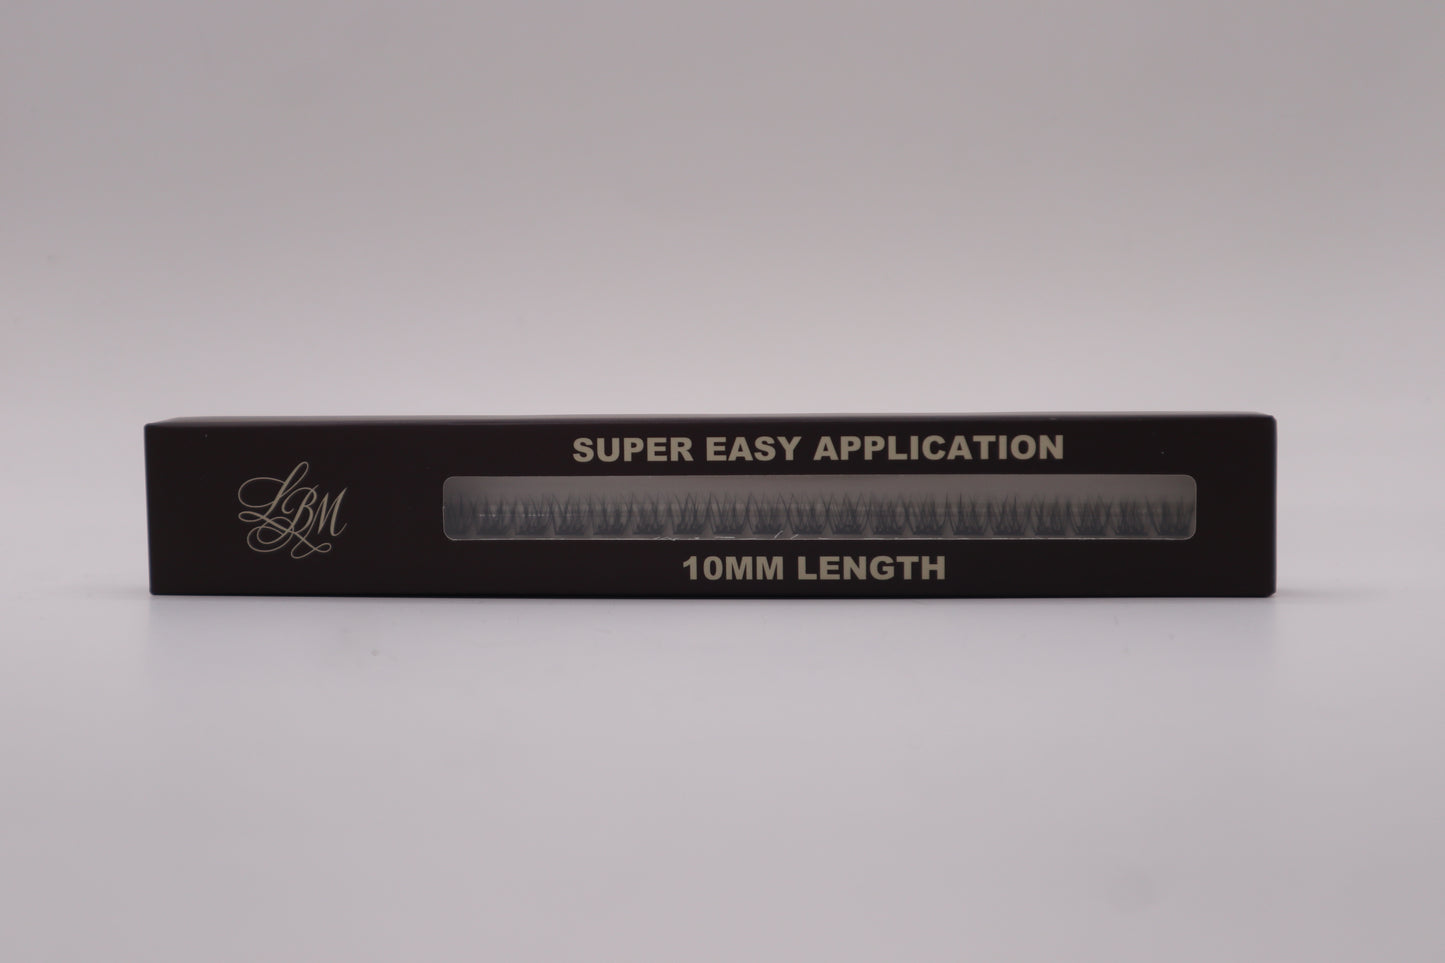 LBM
SUPER EASY APPLICATION
10MM LENGTH